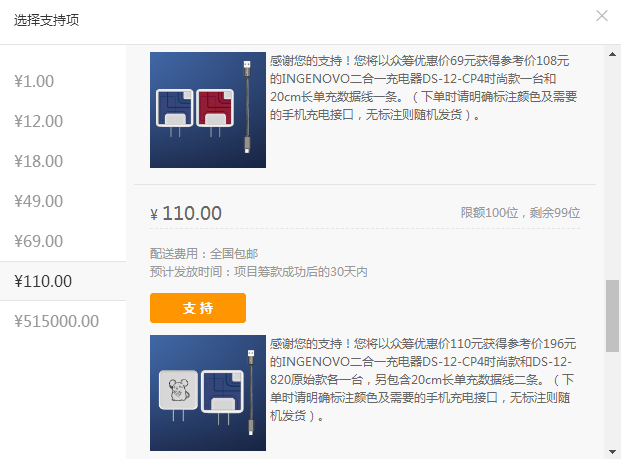 选择支持项
¥1.00
¥12.00
¥18.00
¥49.00
¥69.00
¥110.00
¥515000.00
感谢您的支持！您将以众筹优惠价69元获得参考价108元
的INGENOVO二合一充电器DS-12-CP4时尚款一台和
20cm长单充数据线一条。（下单时请明确标注颜色及需要
的手机充电接口，无标注则随机发货）。
¥ 110.00
限额100位，剩余99位
配送费用：全国包邮
预计发放时间：项目筹款成功后的30天内
支 持
感谢您的支持！您将以众筹优惠价110元获得参考价196元
的INGENOVO二合一充电器DS-12-CP4时尚款和DS-12-
820原始款各一台，另包含20cm长单充数据线二条。（下
单时请明确标注颜色及需要的手机充电接口，无标注则随
机发货）。